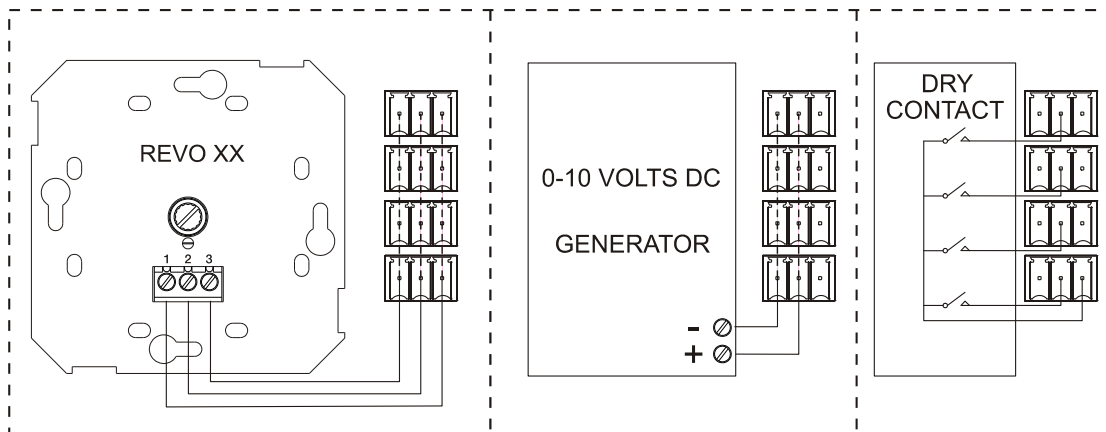 REVO XX
1 2 3
0-10 VOLTS DC
GENERATOR
-
+
DRY
CONTACT